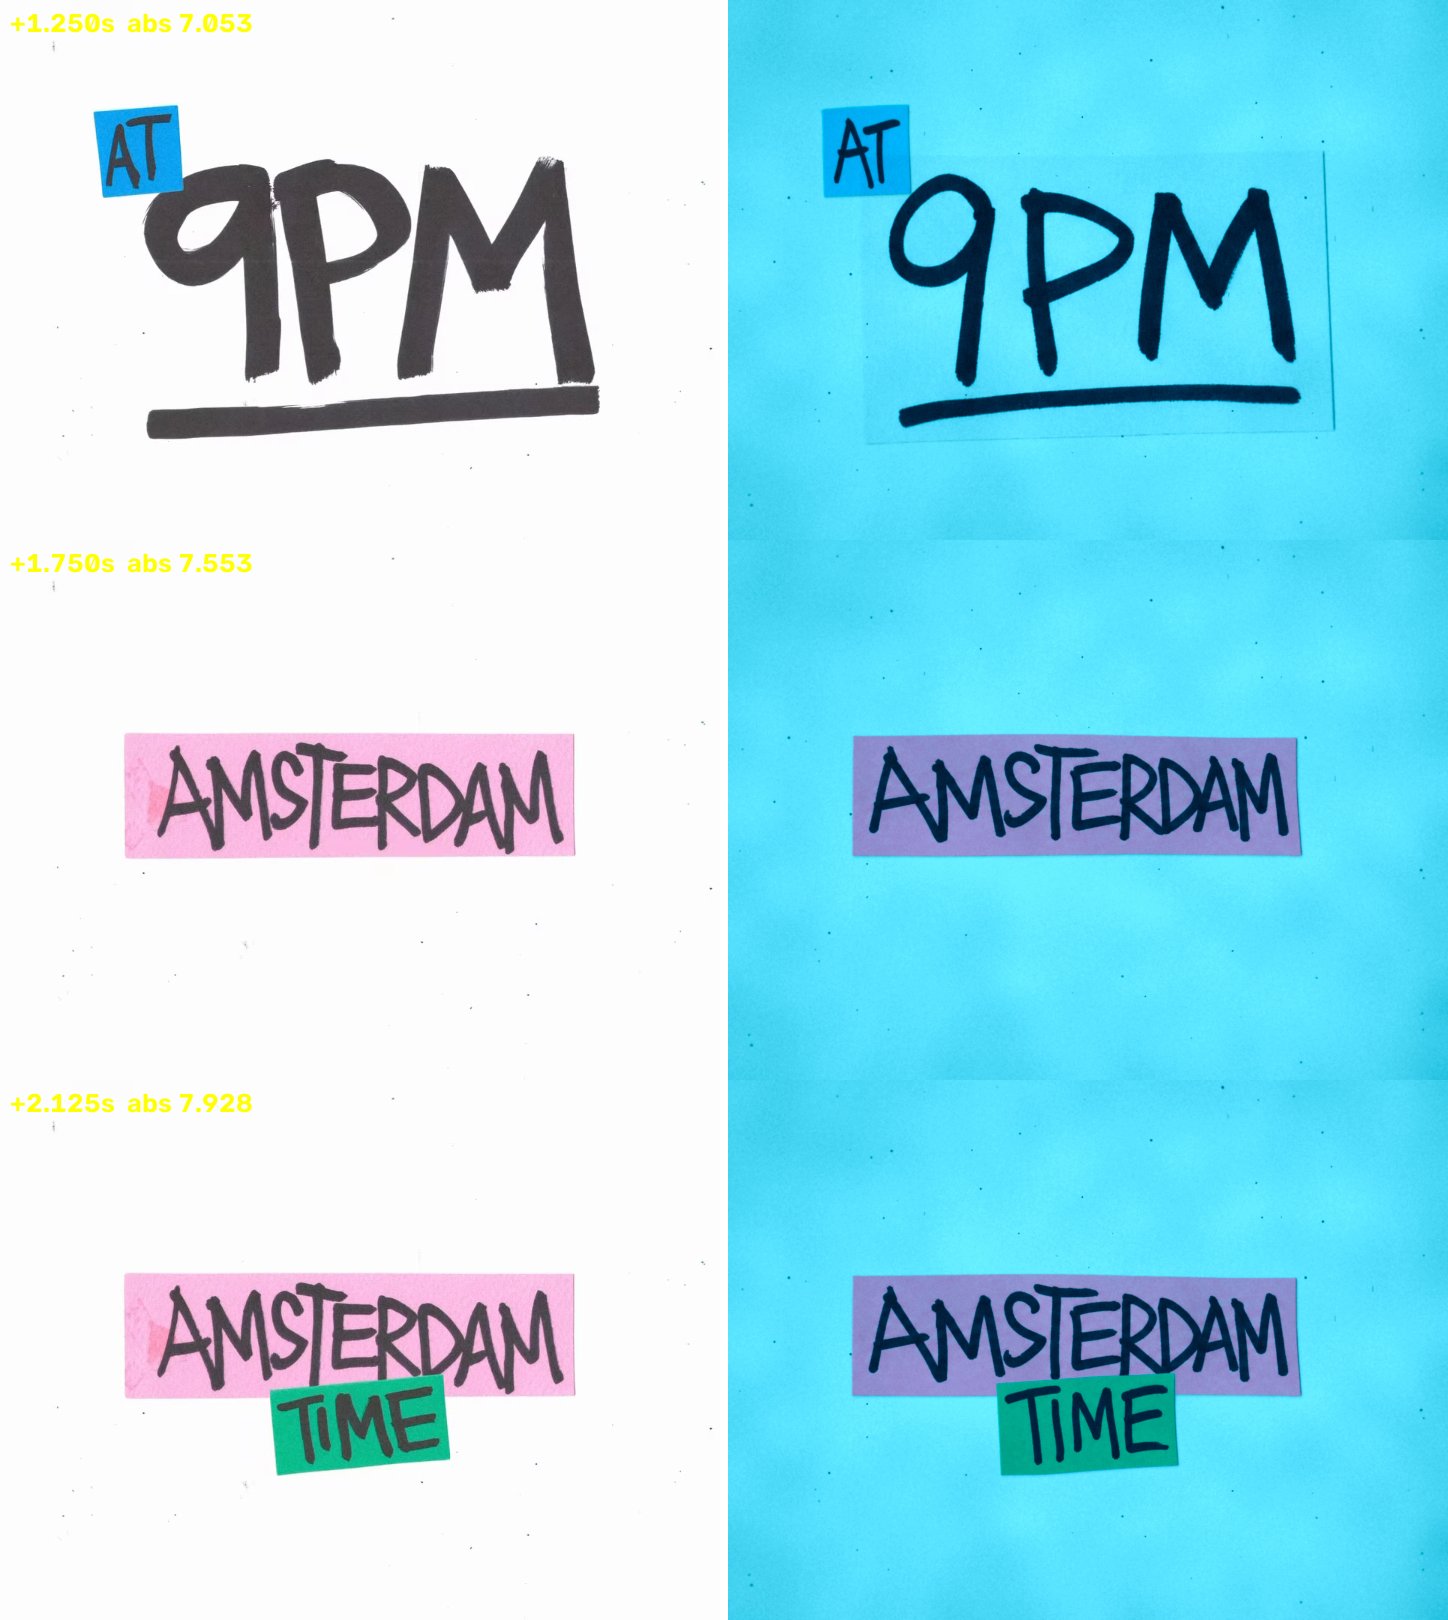 +1.250s abs 7.053
AT AT
9PM 9PM
+1.750s abs 7.553
AMSTERDAM AMSTERDAM
+2.125s abs 7.928
AMSTERDAM AMSTERDAM
TIME TIME